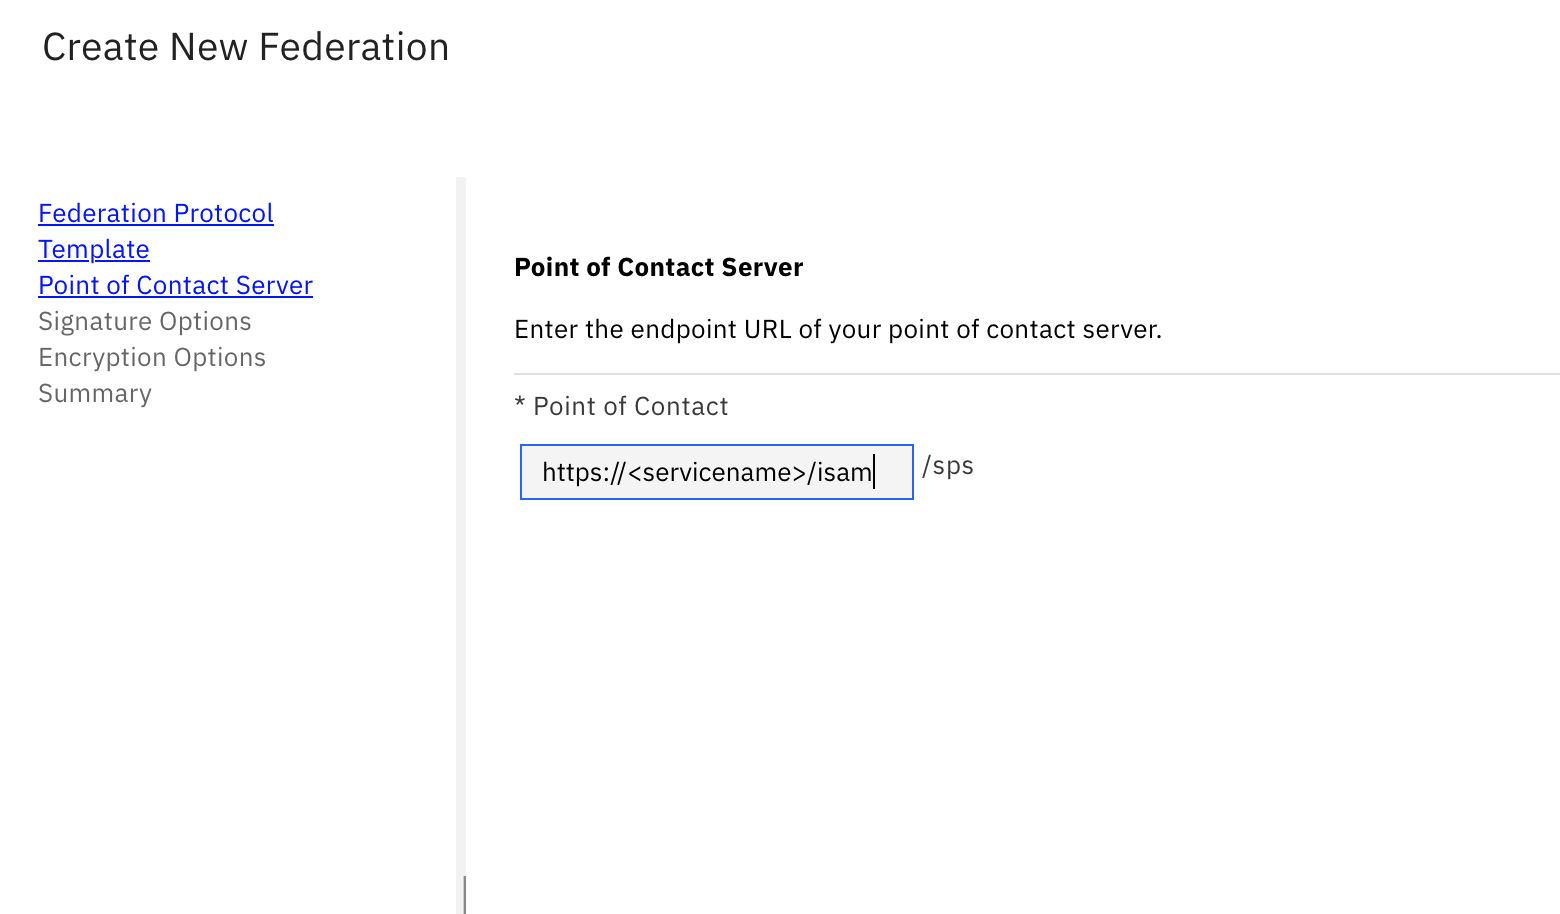 Create New Federation
Federation Protocol
Template
Point of Contact Server
Signature Options
Encryption Options
Summary
Point of Contact Server
Enter the endpoint URL of your point of contact server.
* Point of Contact
https://<servicename>/isam /sps